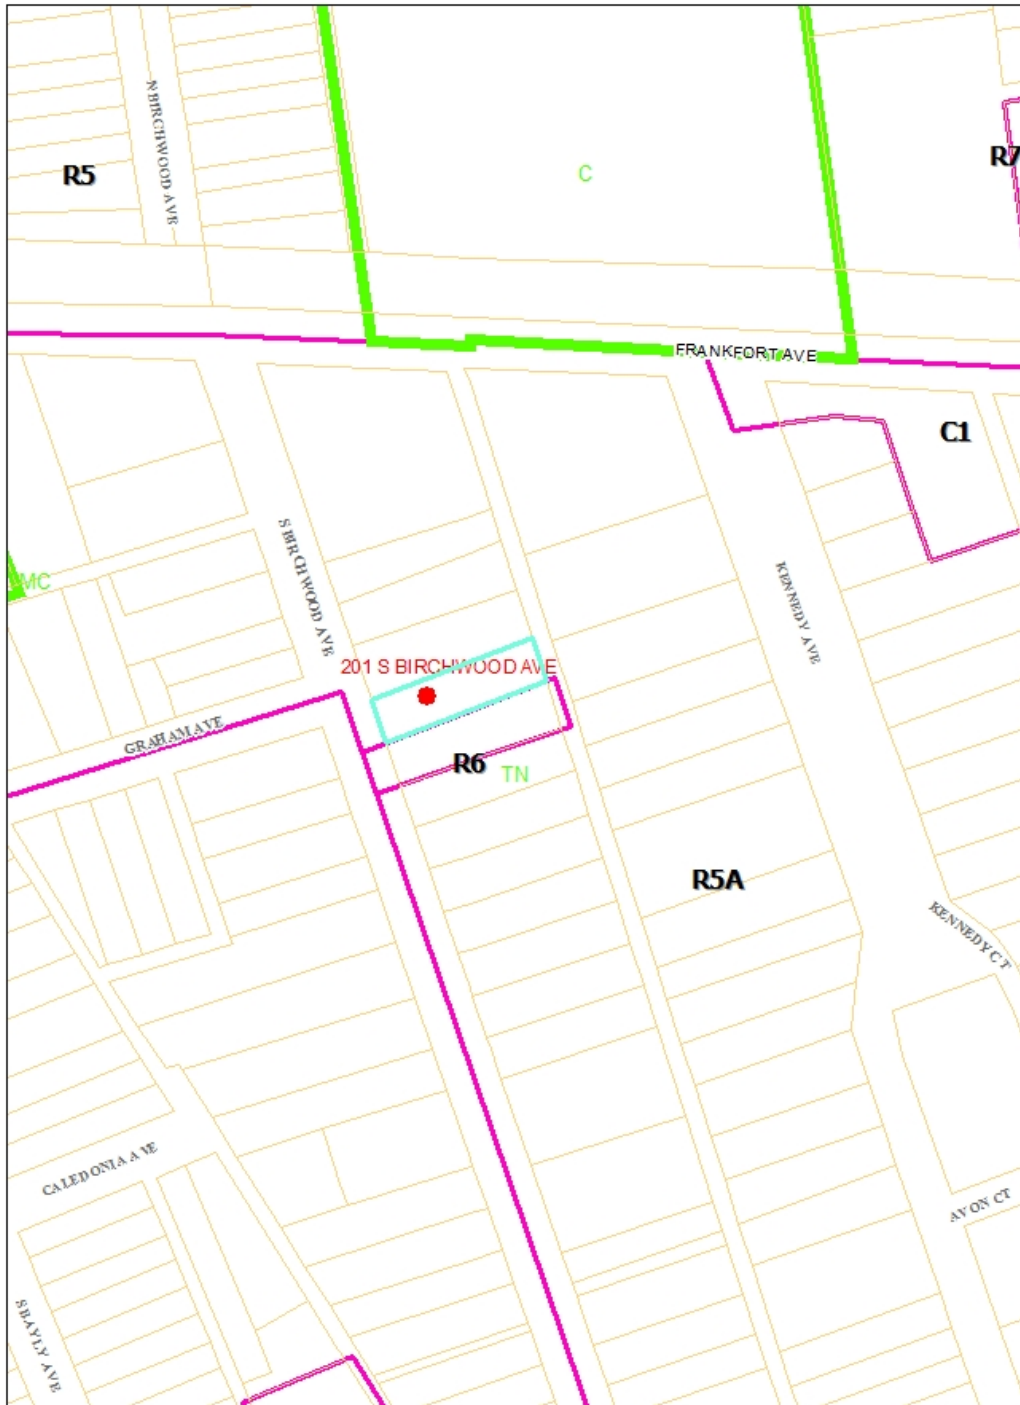 N BIRCHWOOD AVE
R5
C
R7
FRANKFORT AVE
C1
S BIRCHWOOD AVE
MC
KENNEDY AVE
201 S BIRCHWOOD AVE
GRAHAM AVE
R6
TN
R5A
KENNEDY CT
CALEDONIA AVE
AVON CT
S BAYLY AVE